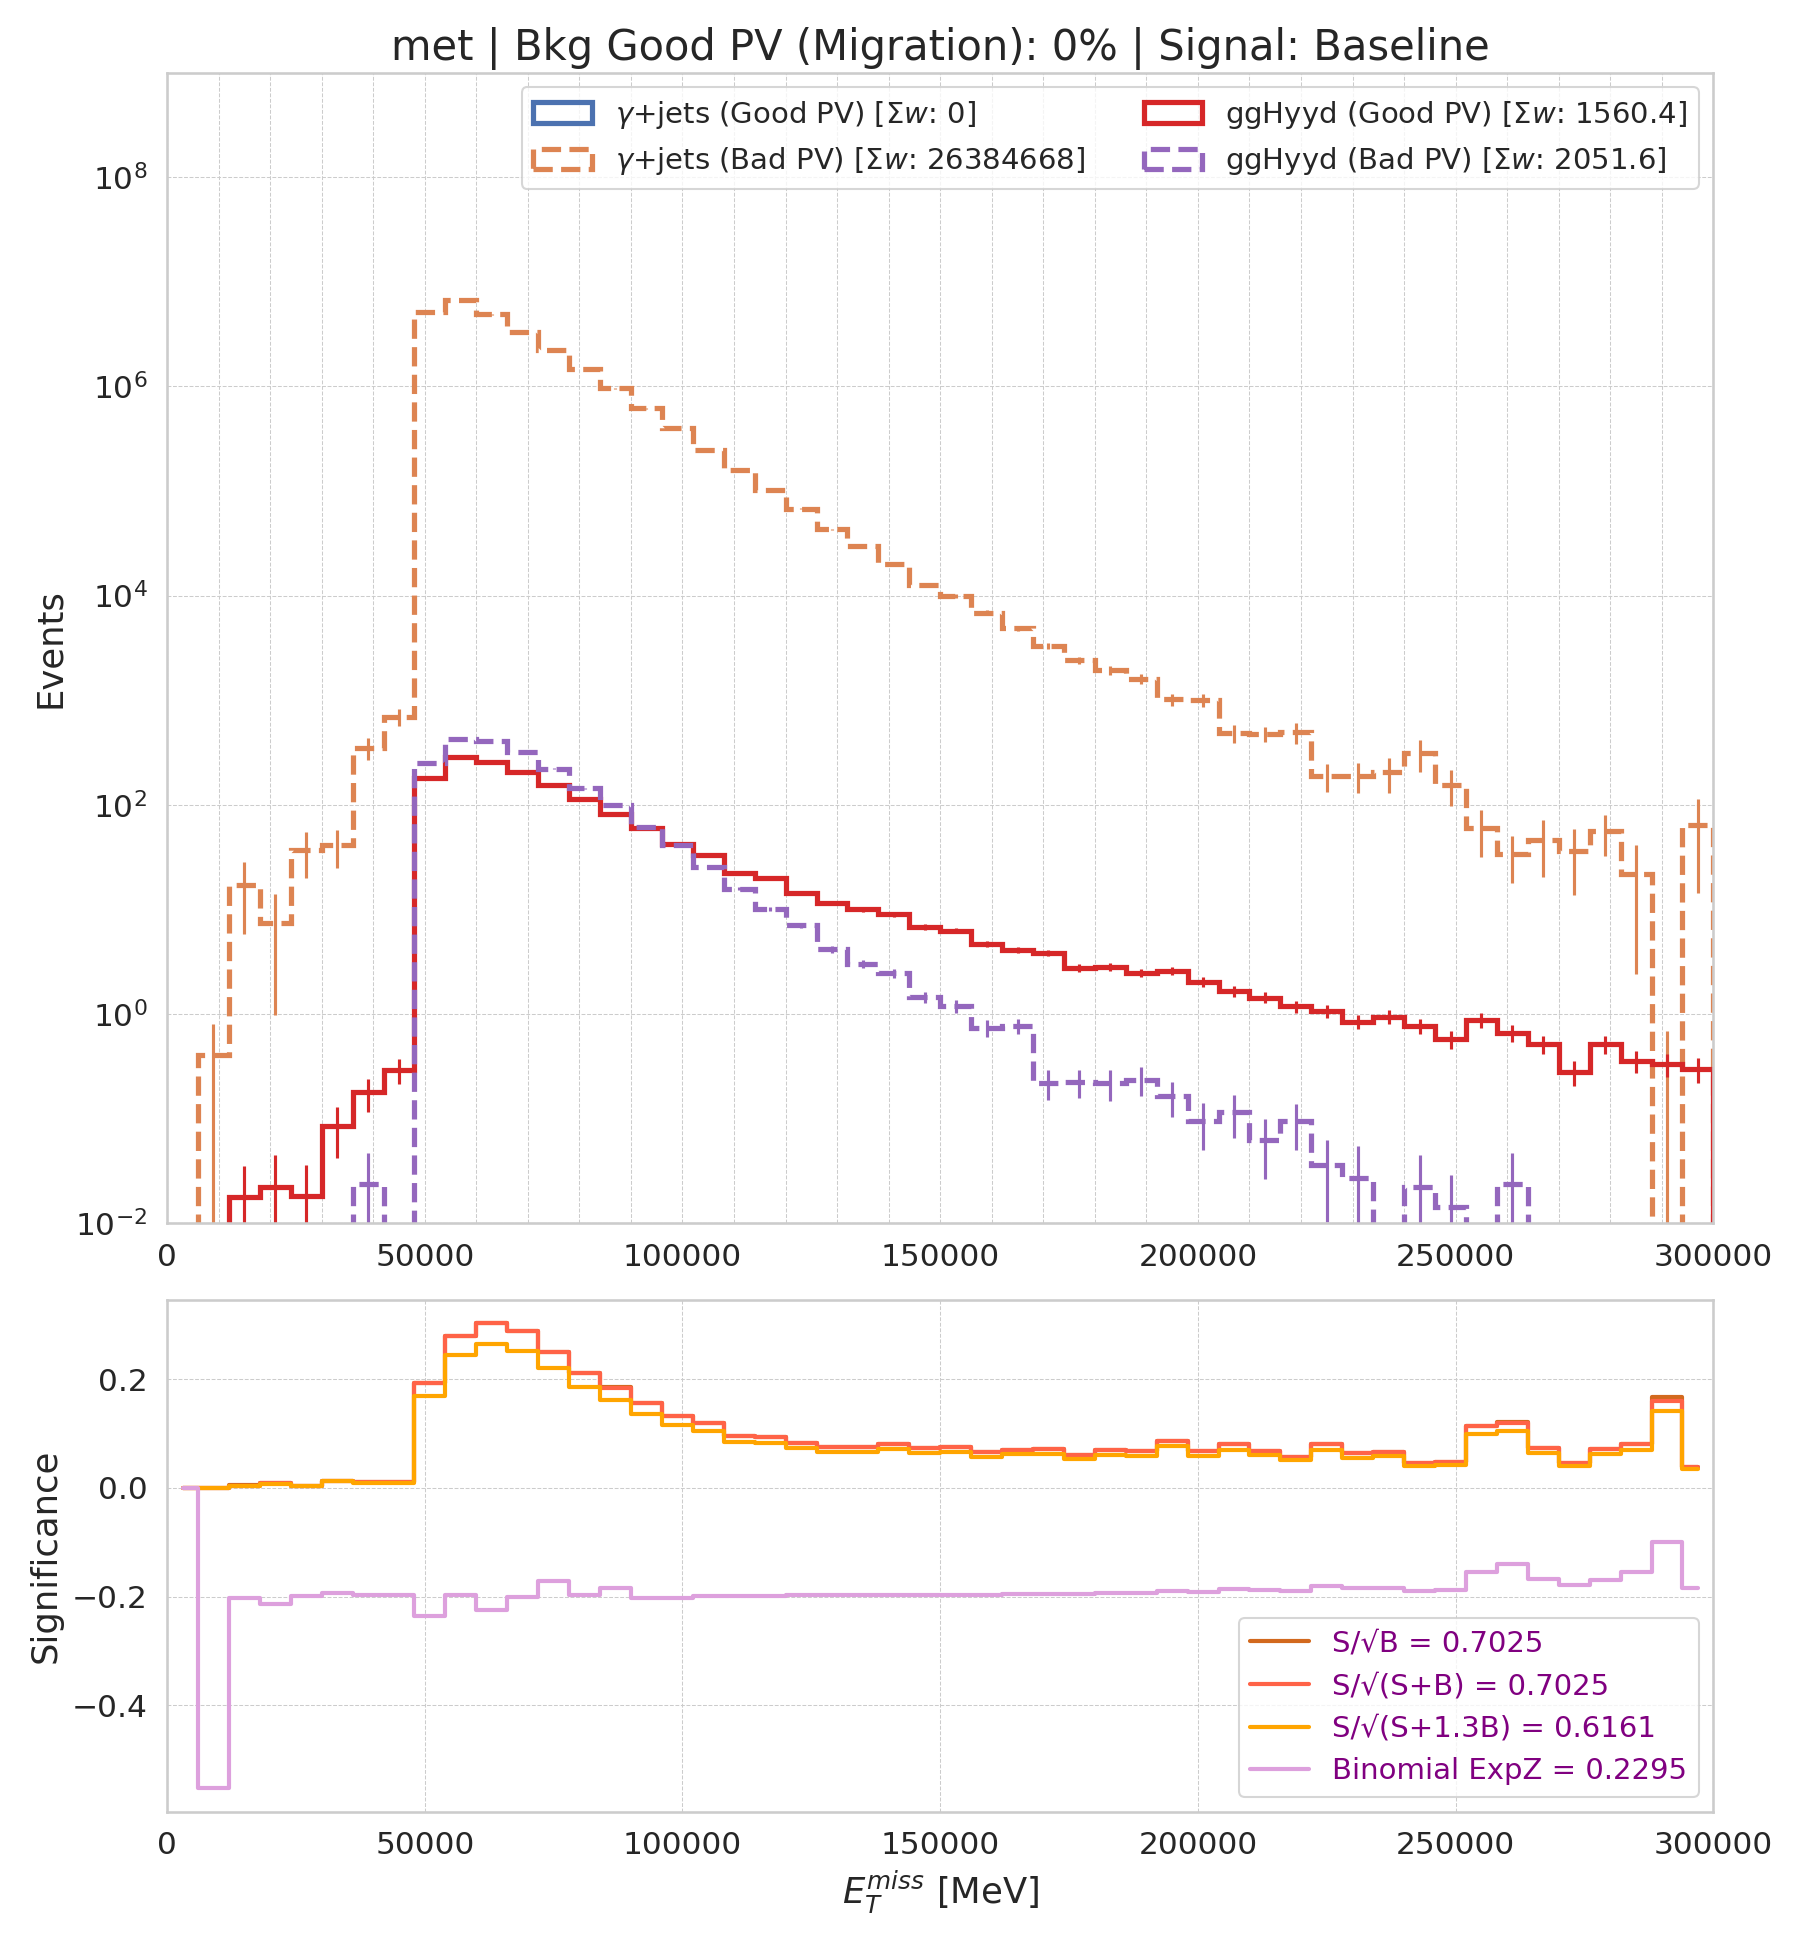 met | Bkg Good PV (Migration): 0% | Signal: Baseline
γ+jets (Good PV) [Σw: 0]
γ+jets (Bad PV) [Σw: 26384668]
ggHyyd (Good PV) [Σw: 1560.4]
ggHyyd (Bad PV) [Σw: 2051.6]
Events
10^8
10^6
10^4
10^2
10^0
10^−2
0 50000 100000 150000 200000 250000 300000
Significance
0.2
0.0
−0.2
−0.4
S/√B = 0.7025
S/√(S+B) = 0.7025
S/√(S+1.3B) = 0.6161
Binomial ExpZ = 0.2295
0 50000 100000 150000 200000 250000 300000
E_T^miss [MeV]